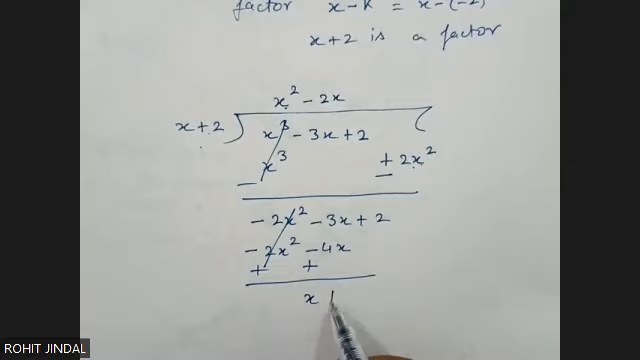 factor x - k = x - (-2)
x + 2 is a factor
x² - 2x
x + 2 ) x³ - 3x + 2
x³ + 2x²
- -
- 2x² - 3x + 2
- 2x² - 4x
+ +
x
ROHIT JINDAL